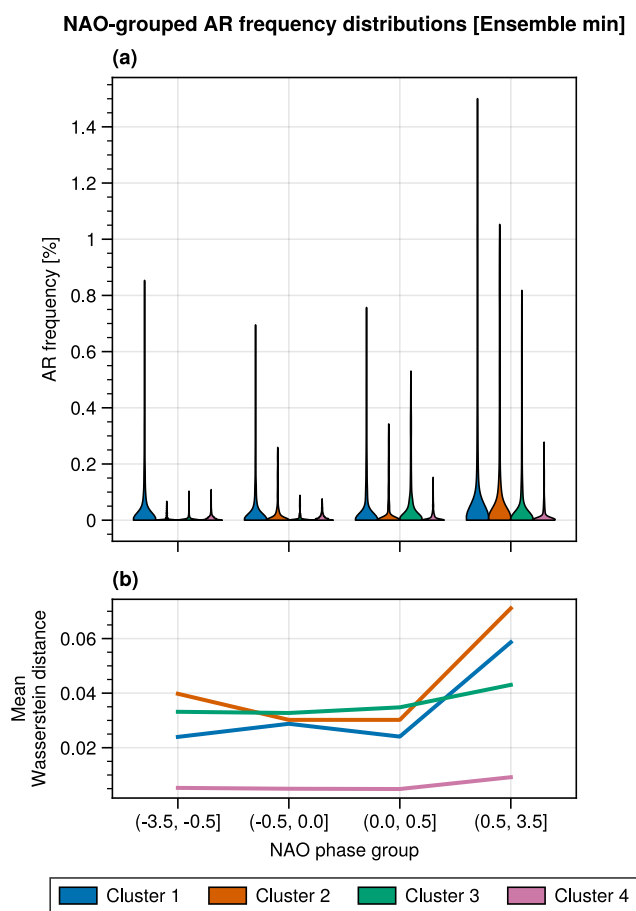 NAO-grouped AR frequency distributions [Ensemble min]
(a)
AR frequency [%]
1.4
1.2
1
0.8
0.6
0.4
0.2
0
(b)
Mean
Wasserstein distance
0.06
0.04
0.02
(-3.5, -0.5] (-0.5, 0.0] (0.0, 0.5] (0.5, 3.5]
NAO phase group
Cluster 1 Cluster 2 Cluster 3 Cluster 4